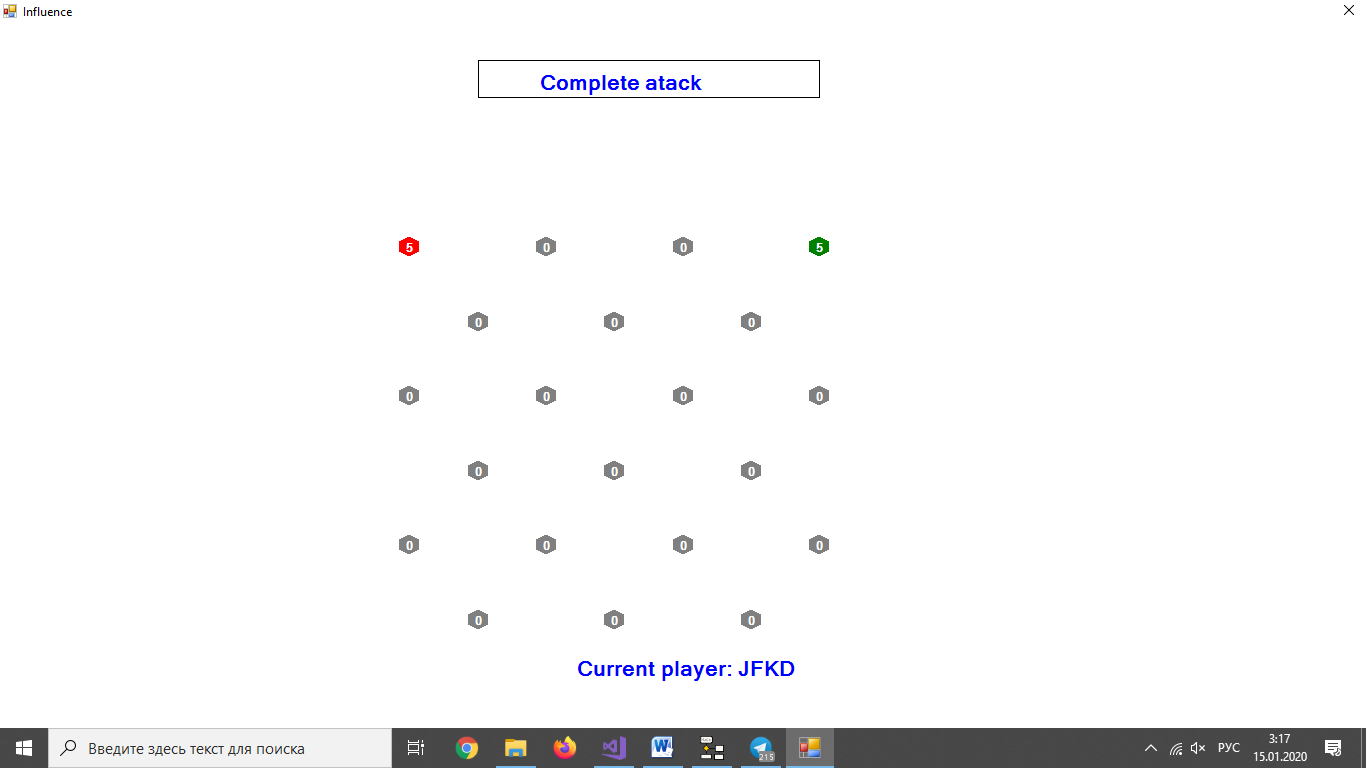 Influence
Complete atack
5 0 0 5
0 0 0
0 0 0 0
0 0 0
0 0 0 0
0 0 0
Current player: JFKD
Введите здесь текст для поиска
215
РУС
3:17
15.01.2020